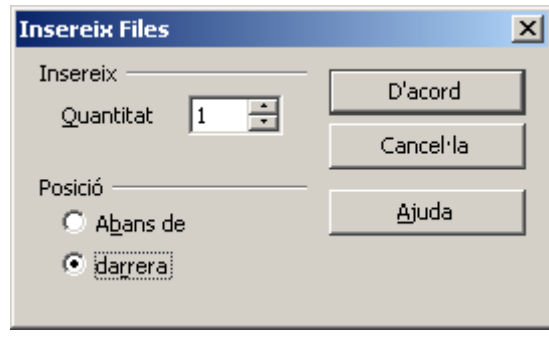 Insereix Files
Insereix
Quantitat 1
Posició
Abans de
darrera
D'acord
Cancel·la
Ajuda